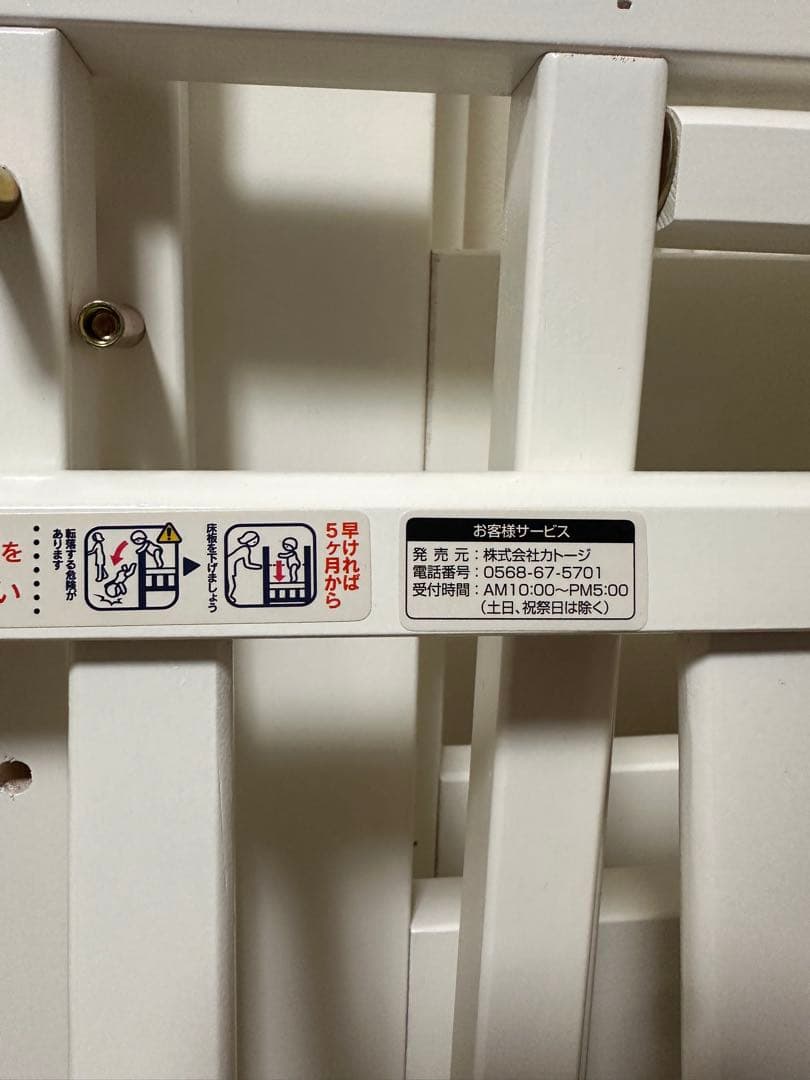 を
い
転落する危険が
あります
床板を下げましょう
早ければ
5ヶ月から
お客様サービス
発売元：株式会社カトージ
電話番号：0568-67-5701
受付時間：AM10:00〜PM5:00
（土日、祝祭日は除く）